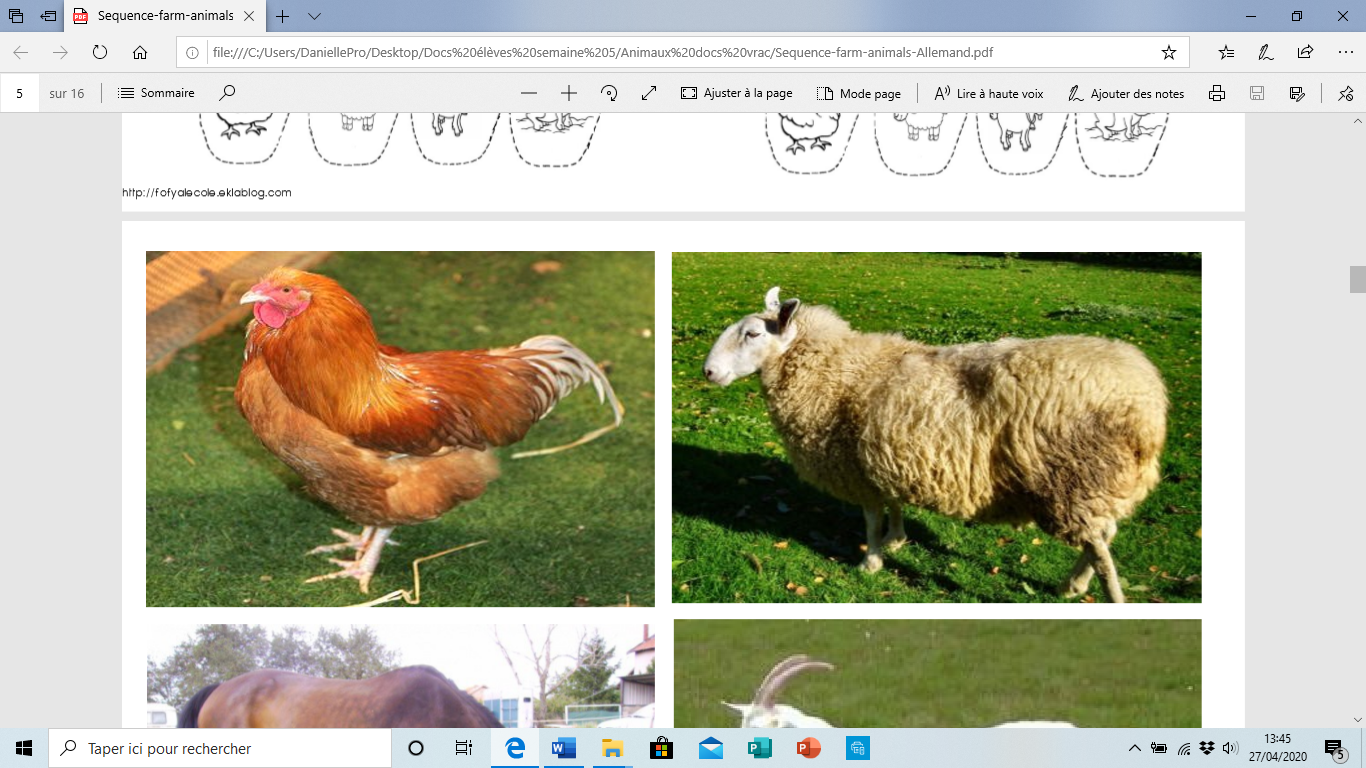 Sequence-farm-animals
file:///C:/Users/DaniellePro/Desktop/Docs%20élèves%20semaine%205/Animaux%20docs%20vrac/Sequence-farm-animals-Allemand.pdf
5 sur 16 Sommaire Ajuster à la page Mode page Lire à haute voix Ajouter des notes
http://fofyalecole.eklablog.com
Taper ici pour rechercher
13:45
27/04/2020
5